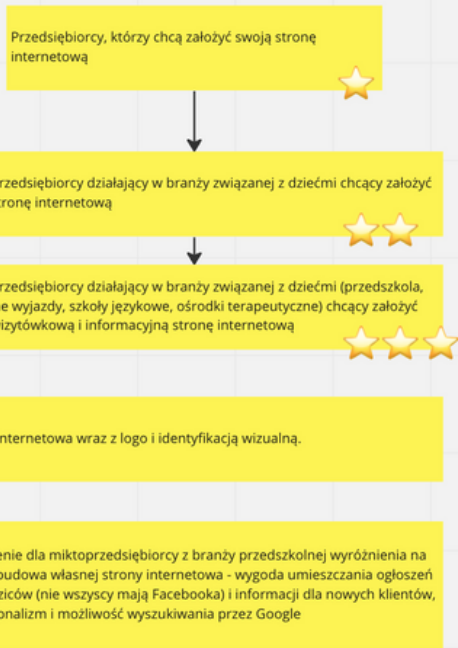 Przedsiębiorcy, którzy chcą założyć swoją stronę
internetową
rzedsiębiorcy działający w branży związanej z dziećmi chcący założyć
tronę internetową
rzedsiębiorcy działający w branży związanej z dziećmi (przedszkola,
e wyjazdy, szkoły językowe, ośrodki terapeutyczne) chcący założyć
izytówkową i informacyjną stronę internetową
nternetowa wraz z logo i identyfikacją wizualną.
enie dla miktoprzedsiębiorcy z branży przedszkolnej wyróżnienia na
budowa własnej strony internetowa - wygoda umieszczania ogłoszeń
ziców (nie wszyscy mają Facebooka) i informacji dla nowych klientów,
onalizm i możliwość wyszukiwania przez Google